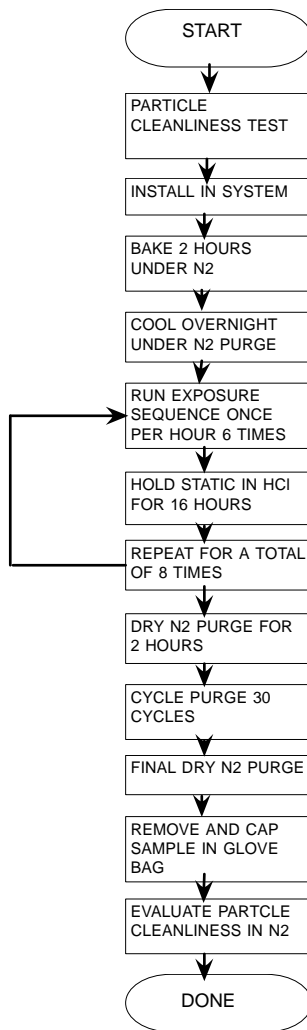 START
PARTICLE
CLEANLINESS TEST
INSTALL IN SYSTEM
BAKE 2 HOURS
UNDER N2
COOL OVERNIGHT
UNDER N2 PURGE
RUN EXPOSURE
SEQUENCE ONCE
PER HOUR 6 TIMES
HOLD STATIC IN HCl
FOR 16 HOURS
REPEAT FOR A TOTAL
OF 8 TIMES
DRY N2 PURGE FOR
2 HOURS
CYCLE PURGE 30
CYCLES
FINAL DRY N2 PURGE
REMOVE AND CAP
SAMPLE IN GLOVE
BAG
EVALUATE PARTCLE
CLEANLINESS IN N2
DONE